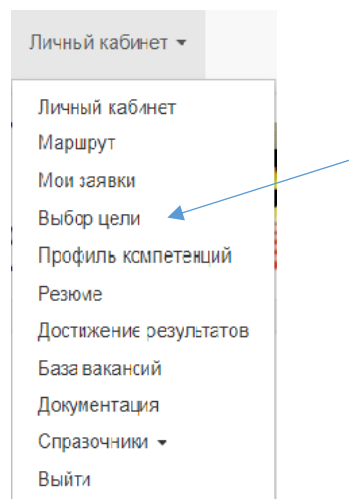 Личный кабинет
Личный кабинет
Маршрут
Мои заявки
Выбор цели
Профиль компетенций
Резюме
Достижение результатов
База вакансий
Документация
Справочники
Выйти